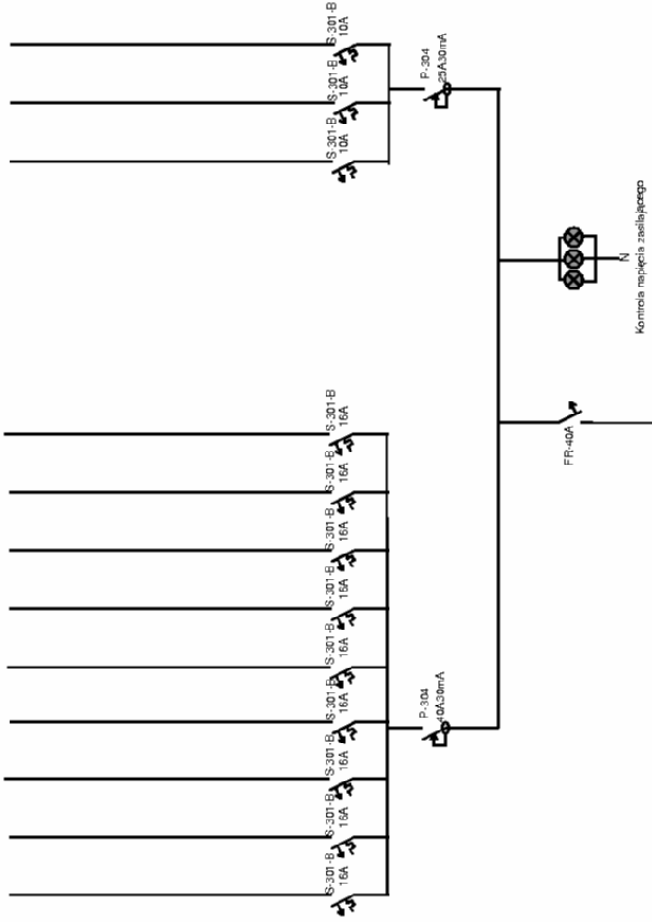 S-301-B
10A
S-301-B
10A
S-301-B
10A
P-304
25A30mA
N
Kontrola napięcia zasilającego
S-301-B
16A
S-301-B
16A
S-301-B
16A
S-301-B
16A
S-301-B
16A
S-301-B
16A
S-301-B
16A
S-301-B
16A
S-301-B
16A
FR-40A
P-304
40A30mA